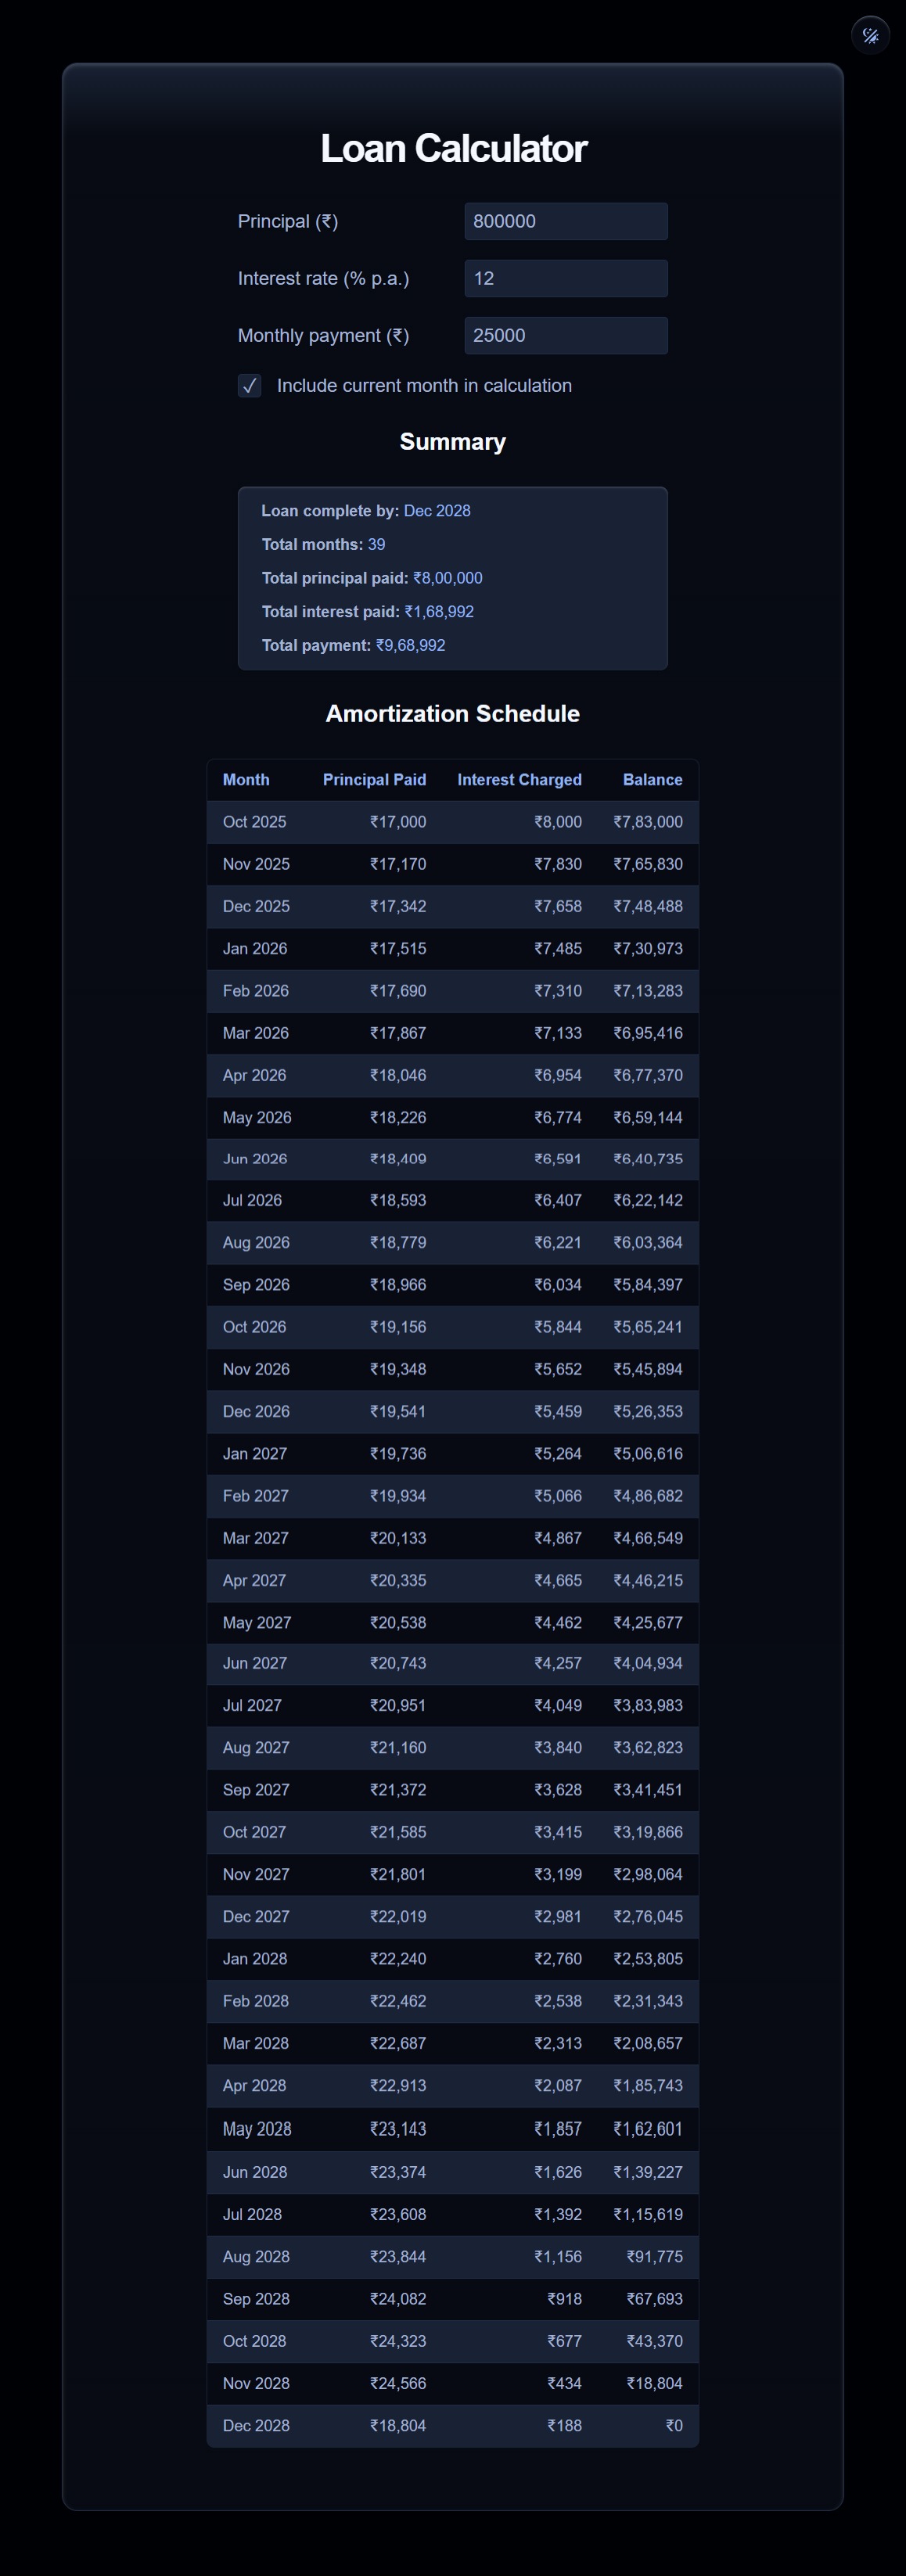 Loan Calculator
Principal (₹) 800000
Interest rate (% p.a.) 12
Monthly payment (₹) 25000
✓ Include current month in calculation
Summary
Loan complete by: Dec 2028
Total months: 39
Total principal paid: ₹8,00,000
Total interest paid: ₹1,68,992
Total payment: ₹9,68,992
Amortization Schedule
Month Principal Paid Interest Charged Balance
Oct 2025 ₹17,000 ₹8,000 ₹7,83,000
Nov 2025 ₹17,170 ₹7,830 ₹7,65,830
Dec 2025 ₹17,342 ₹7,658 ₹7,48,488
Jan 2026 ₹17,515 ₹7,485 ₹7,30,973
Feb 2026 ₹17,690 ₹7,310 ₹7,13,283
Mar 2026 ₹17,867 ₹7,133 ₹6,95,416
Apr 2026 ₹18,046 ₹6,954 ₹6,77,370
May 2026 ₹18,226 ₹6,774 ₹6,59,144
Jun 2026 ₹18,409 ₹6,591 ₹6,40,735
Jul 2026 ₹18,593 ₹6,407 ₹6,22,142
Aug 2026 ₹18,779 ₹6,221 ₹6,03,364
Sep 2026 ₹18,966 ₹6,034 ₹5,84,397
Oct 2026 ₹19,156 ₹5,844 ₹5,65,241
Nov 2026 ₹19,348 ₹5,652 ₹5,45,894
Dec 2026 ₹19,541 ₹5,459 ₹5,26,353
Jan 2027 ₹19,736 ₹5,264 ₹5,06,616
Feb 2027 ₹19,934 ₹5,066 ₹4,86,682
Mar 2027 ₹20,133 ₹4,867 ₹4,66,549
Apr 2027 ₹20,335 ₹4,665 ₹4,46,215
May 2027 ₹20,538 ₹4,462 ₹4,25,677
Jun 2027 ₹20,743 ₹4,257 ₹4,04,934
Jul 2027 ₹20,951 ₹4,049 ₹3,83,983
Aug 2027 ₹21,160 ₹3,840 ₹3,62,823
Sep 2027 ₹21,372 ₹3,628 ₹3,41,451
Oct 2027 ₹21,585 ₹3,415 ₹3,19,866
Nov 2027 ₹21,801 ₹3,199 ₹2,98,064
Dec 2027 ₹22,019 ₹2,981 ₹2,76,045
Jan 2028 ₹22,240 ₹2,760 ₹2,53,805
Feb 2028 ₹22,462 ₹2,538 ₹2,31,343
Mar 2028 ₹22,687 ₹2,313 ₹2,08,657
Apr 2028 ₹22,913 ₹2,087 ₹1,85,743
May 2028 ₹23,143 ₹1,857 ₹1,62,601
Jun 2028 ₹23,374 ₹1,626 ₹1,39,227
Jul 2028 ₹23,608 ₹1,392 ₹1,15,619
Aug 2028 ₹23,844 ₹1,156 ₹91,775
Sep 2028 ₹24,082 ₹918 ₹67,693
Oct 2028 ₹24,323 ₹677 ₹43,370
Nov 2028 ₹24,566 ₹434 ₹18,804
Dec 2028 ₹18,804 ₹188 ₹0